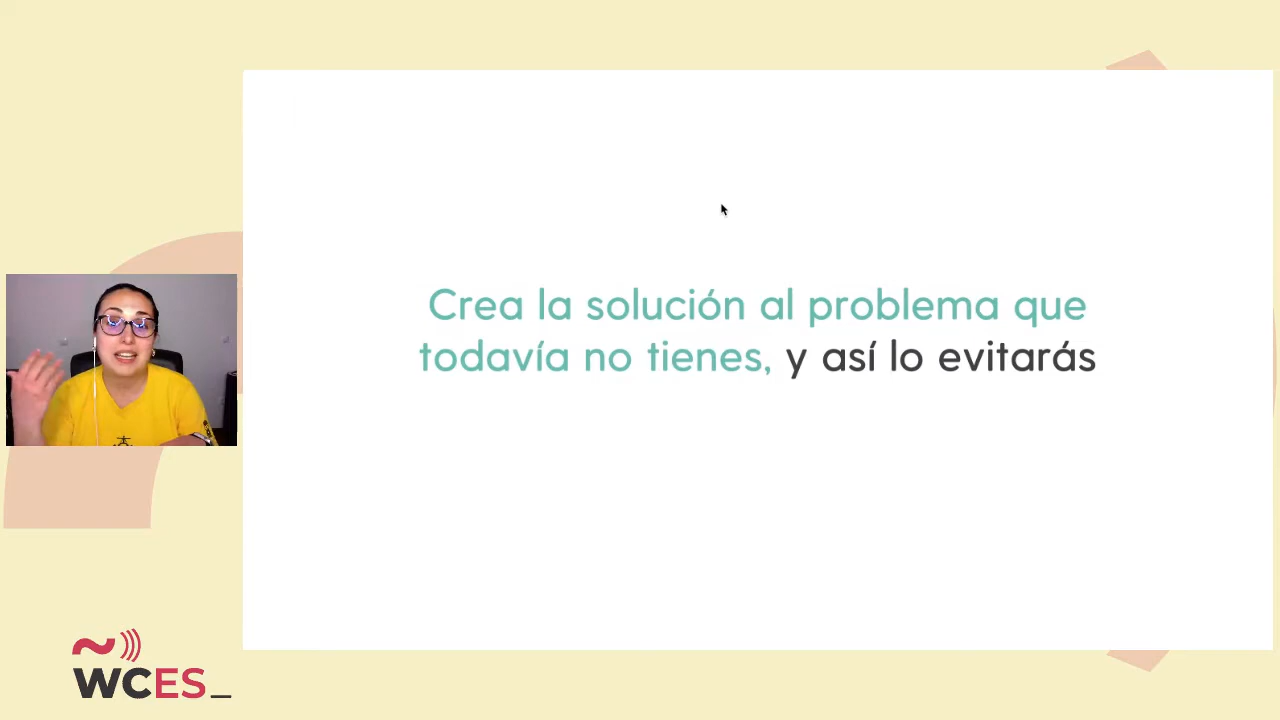 Crea la solución al problema que
todavía no tienes, y así lo evitarás
WCES_